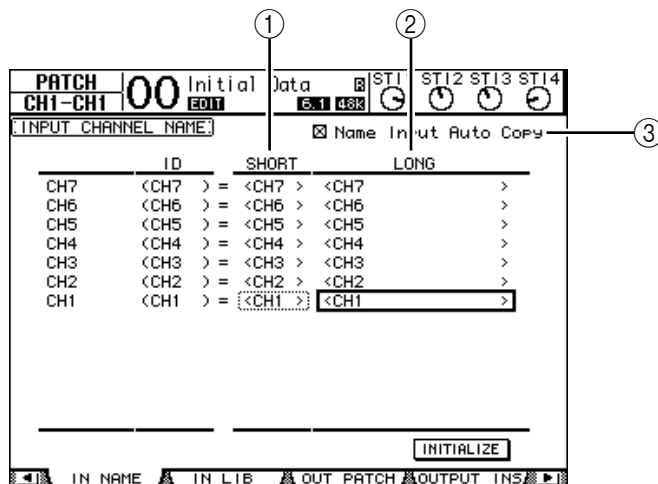 ① ②
PATCH 00 Initial Data R ST1 ST2 ST3 ST4
CH1-CH1 EDIT 6.1 48K
INPUT CHANNEL NAME Name Input Auto Copy ③
ID SHORT LONG
CH7 (CH7 ) = <CH7 > <CH7 >
CH6 (CH6 ) = <CH6 > <CH6 >
CH5 (CH5 ) = <CH5 > <CH5 >
CH4 (CH4 ) = <CH4 > <CH4 >
CH3 (CH3 ) = <CH3 > <CH3 >
CH2 (CH2 ) = <CH2 > <CH2 >
CH1 (CH1 ) = <CH1 > <CH1 >
INITIALIZE
IN NAME IN LIB OUT PATCH OUTPUT INS